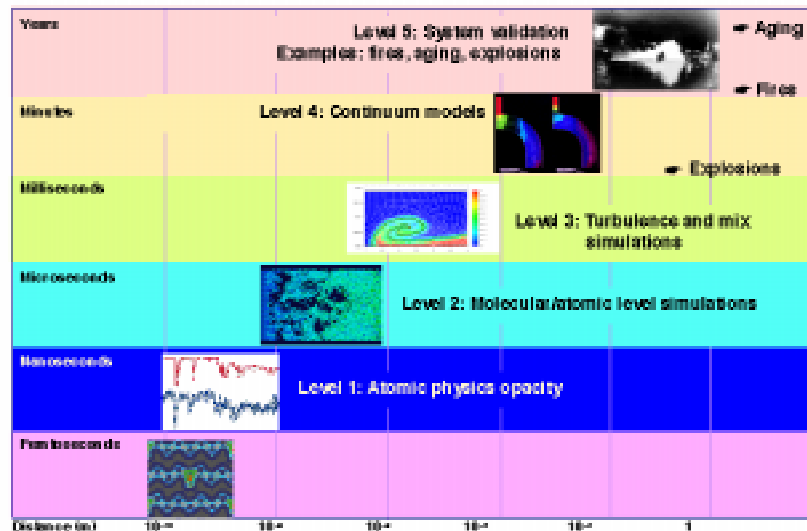 Years
Level 5: System validation
Examples: fires, aging, explosions
Aging
Fires
Minutes
Level 4: Continuum models
Explosions
Milliseconds
Level 3: Turbulence and mix
simulations
Microseconds
Level 2: Molecular/atomic level simulations
Nanoseconds
Level 1: Atomic physics opacity
Femtoseconds
Distance
1